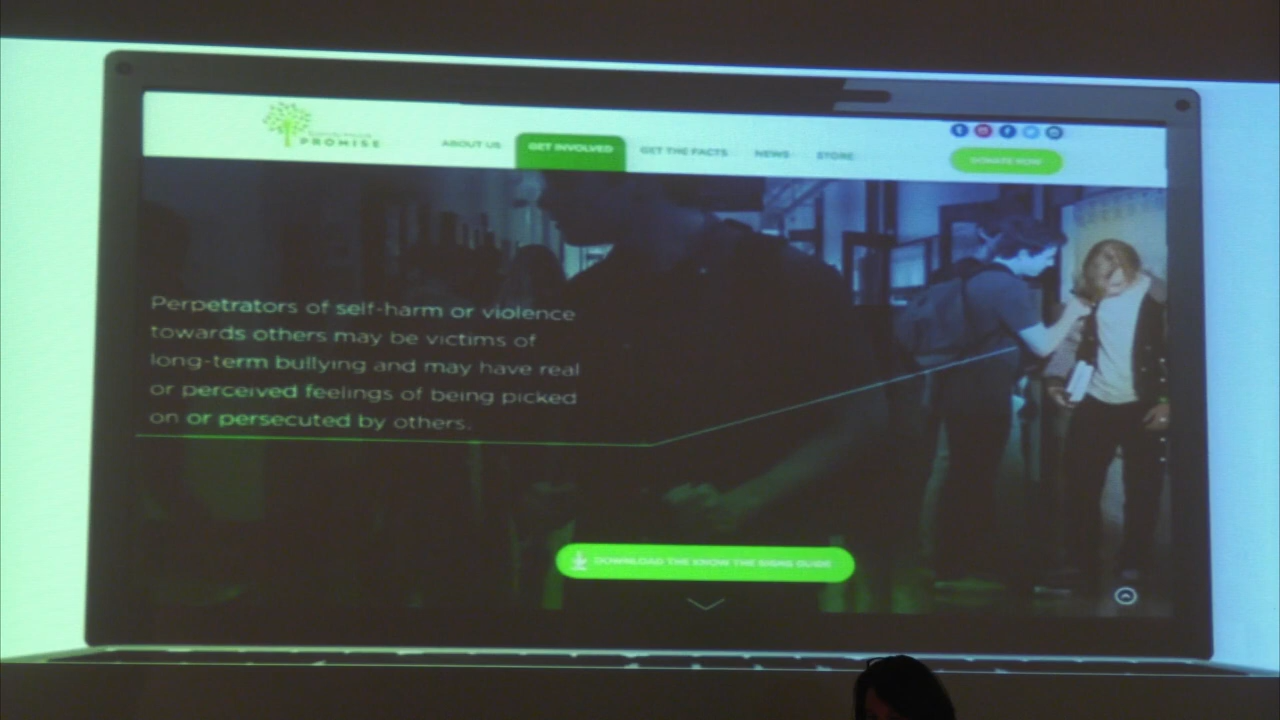 PROMISE
ABOUT US
GET INVOLVED
GET THE FACTS
NEWS
STORE
DONATE NOW
Perpetrators of self-harm or violence
towards others may be victims of
long-term bullying and may have real
or perceived feelings of being picked
on or persecuted by others.
DOWNLOAD THE KNOW THE SIGNS GUIDE